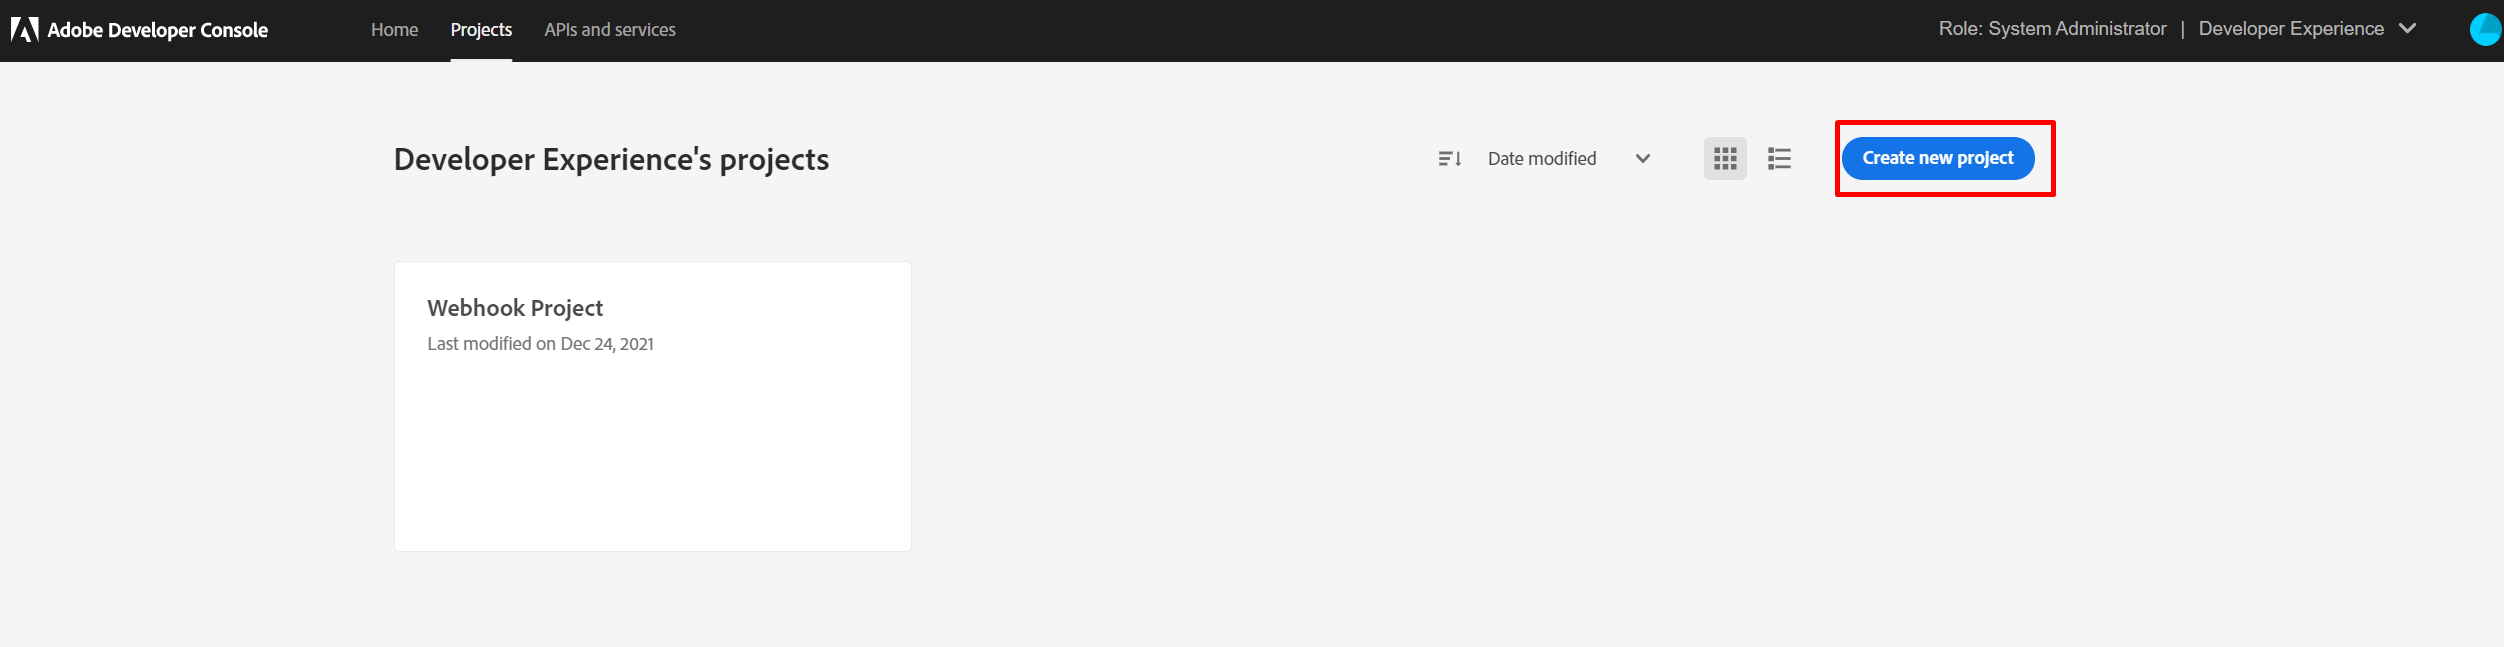 Adobe Developer Console Home Projects APIs and services Role: System Administrator | Developer Experience
Developer Experience's projects Date modified Create new project
Webhook Project
Last modified on Dec 24, 2021